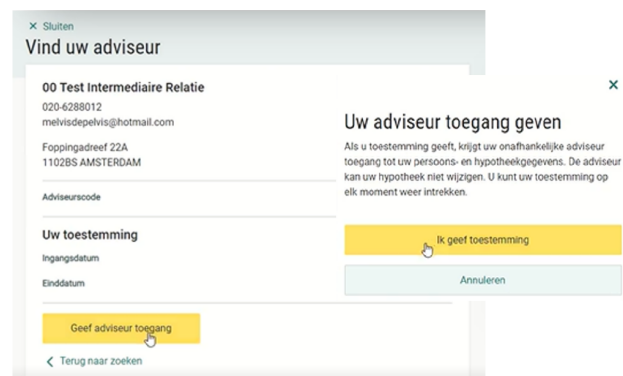 × Sluiten
Vind uw adviseur
00 Test Intermediaire Relatie
020-6288012
melvisdepelvis@hotmail.com
Foppingadreef 22A
1102BS AMSTERDAM
Adviseurscode
Uw toestemming
Ingangsdatum
Einddatum
Geef adviseur toegang
Terug naar zoeken
Uw adviseur toegang geven
Als u toestemming geeft, krijgt uw onafhankelijke adviseur
toegang tot uw persoons- en hypotheekgegevens. De adviseur
kan uw hypotheek niet wijzigen. U kunt uw toestemming op
elk moment weer intrekken.
Ik geef toestemming
Annuleren